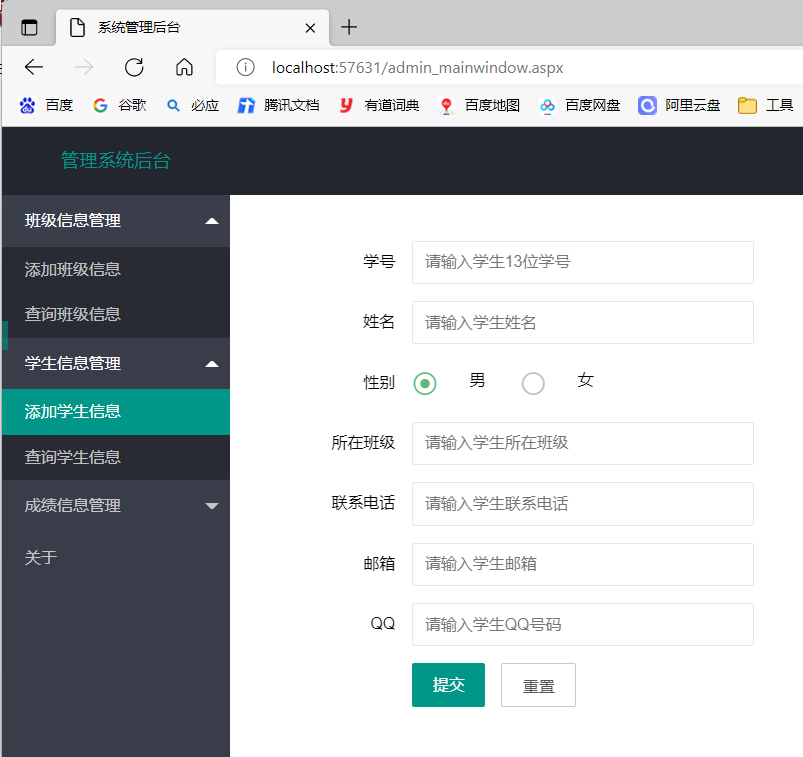 系统管理后台
localhost:57631/admin_mainwindow.aspx
百度 谷歌 必应 腾讯文档 有道词典 百度地图 百度网盘 阿里云盘 工具
管理系统后台
班级信息管理
添加班级信息
查询班级信息
学生信息管理
添加学生信息
查询学生信息
成绩信息管理
关于
学号 请输入学生13位学号
姓名 请输入学生姓名
性别 男 女
所在班级 请输入学生所在班级
联系电话 请输入学生联系电话
邮箱 请输入学生邮箱
QQ 请输入学生QQ号码
提交 重置